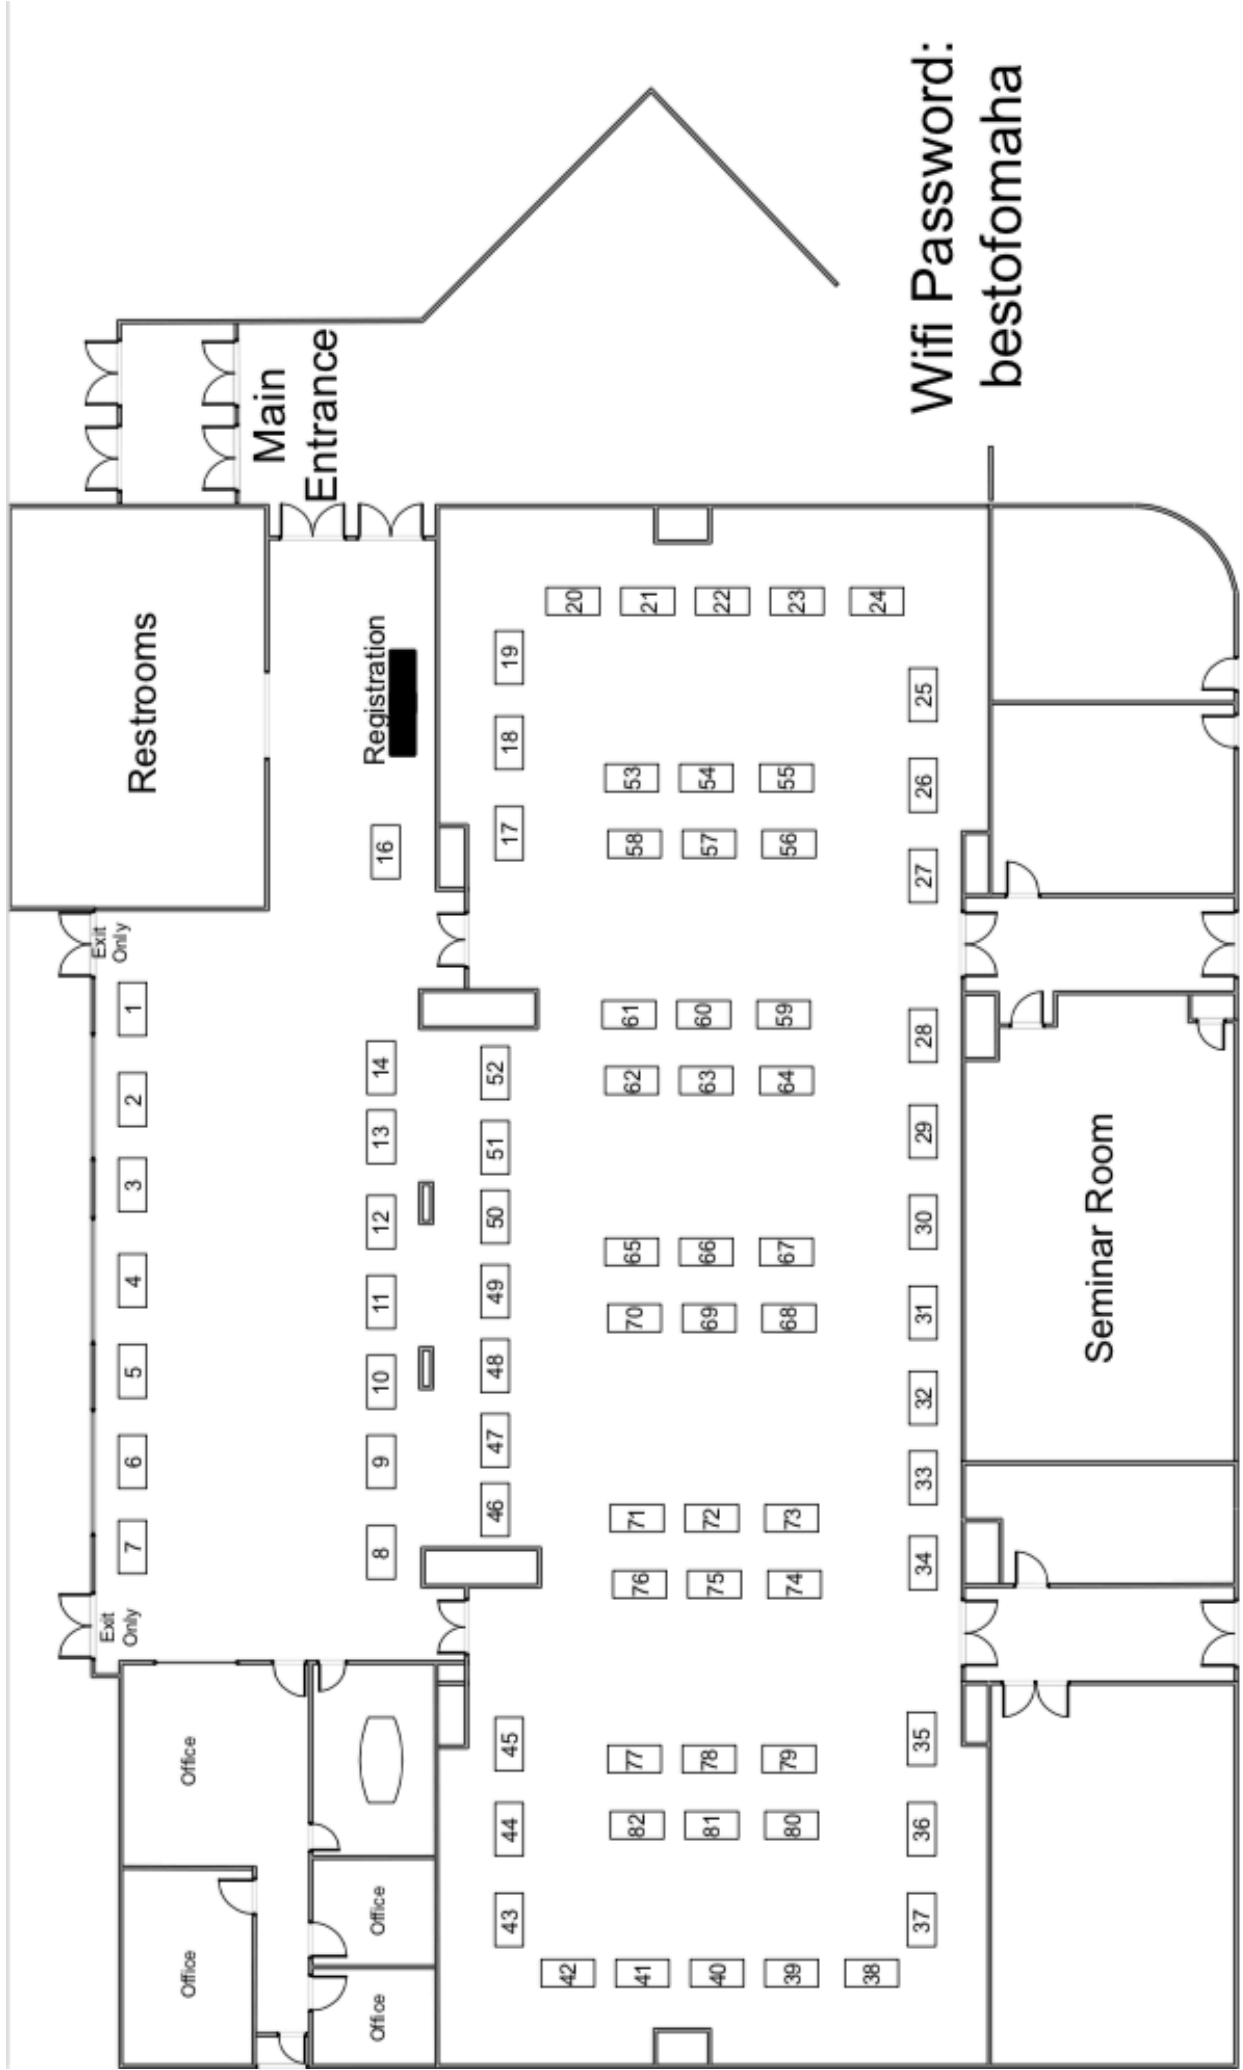 Exit
Only
Exit
Only
7 6 5 4 3 2 1
Restrooms
Office
Office
Main
Entrance
Registration
Office
Office
8 9 10 11 12 13 14 16
46 47 48 49 50 51 52
43 44 45 17 18 19
42 20
82 77 76 71 70 65 62 61 58 53
41 21
81 78 75 72 69 66 63 60 57 54
40 22
80 79 74 73 68 67 64 59 56 55
39 23
38 24
37 36 35 34 33 32 31 30 29 28 27 26 25
Seminar Room
Wifi Password:
bestofomaha